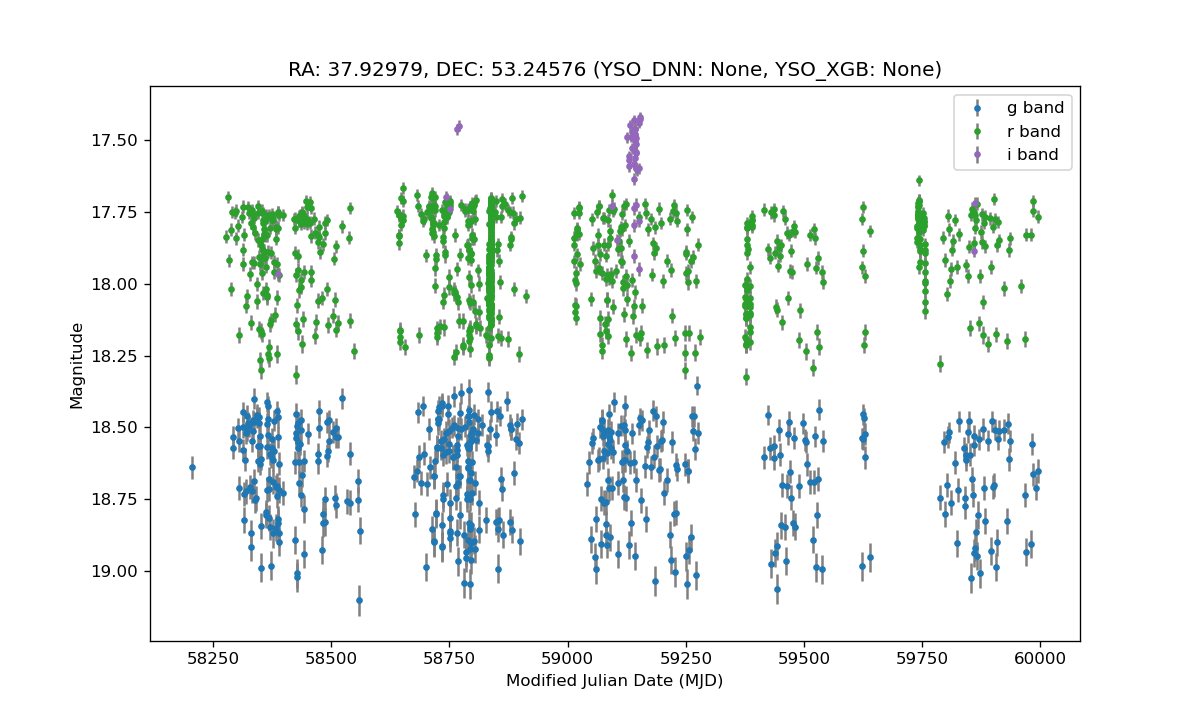 RA: 37.92979, DEC: 53.24576 (YSO_DNN: None, YSO_XGB: None)
g band
r band
i band
17.50
17.75
18.00
18.25
18.50
18.75
19.00
Magnitude
58250 58500 58750 59000 59250 59500 59750 60000
Modified Julian Date (MJD)